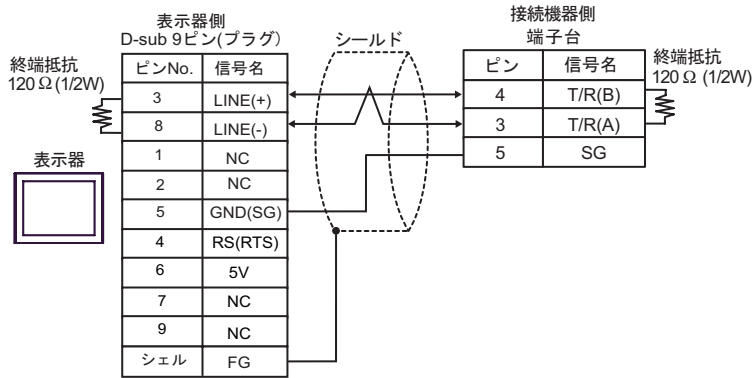 表示器側
D-sub 9ピン(プラグ)
シールド
接続機器側
端子台
終端抵抗
120Ω(1/2W)
終端抵抗
120Ω(1/2W)
表示器
ピンNo. 信号名
3 LINE(+)
8 LINE(-)
1 NC
2 NC
5 GND(SG)
4 RS(RTS)
6 5V
7 NC
9 NC
シェル FG
ピン 信号名
4 T/R(B)
3 T/R(A)
5 SG